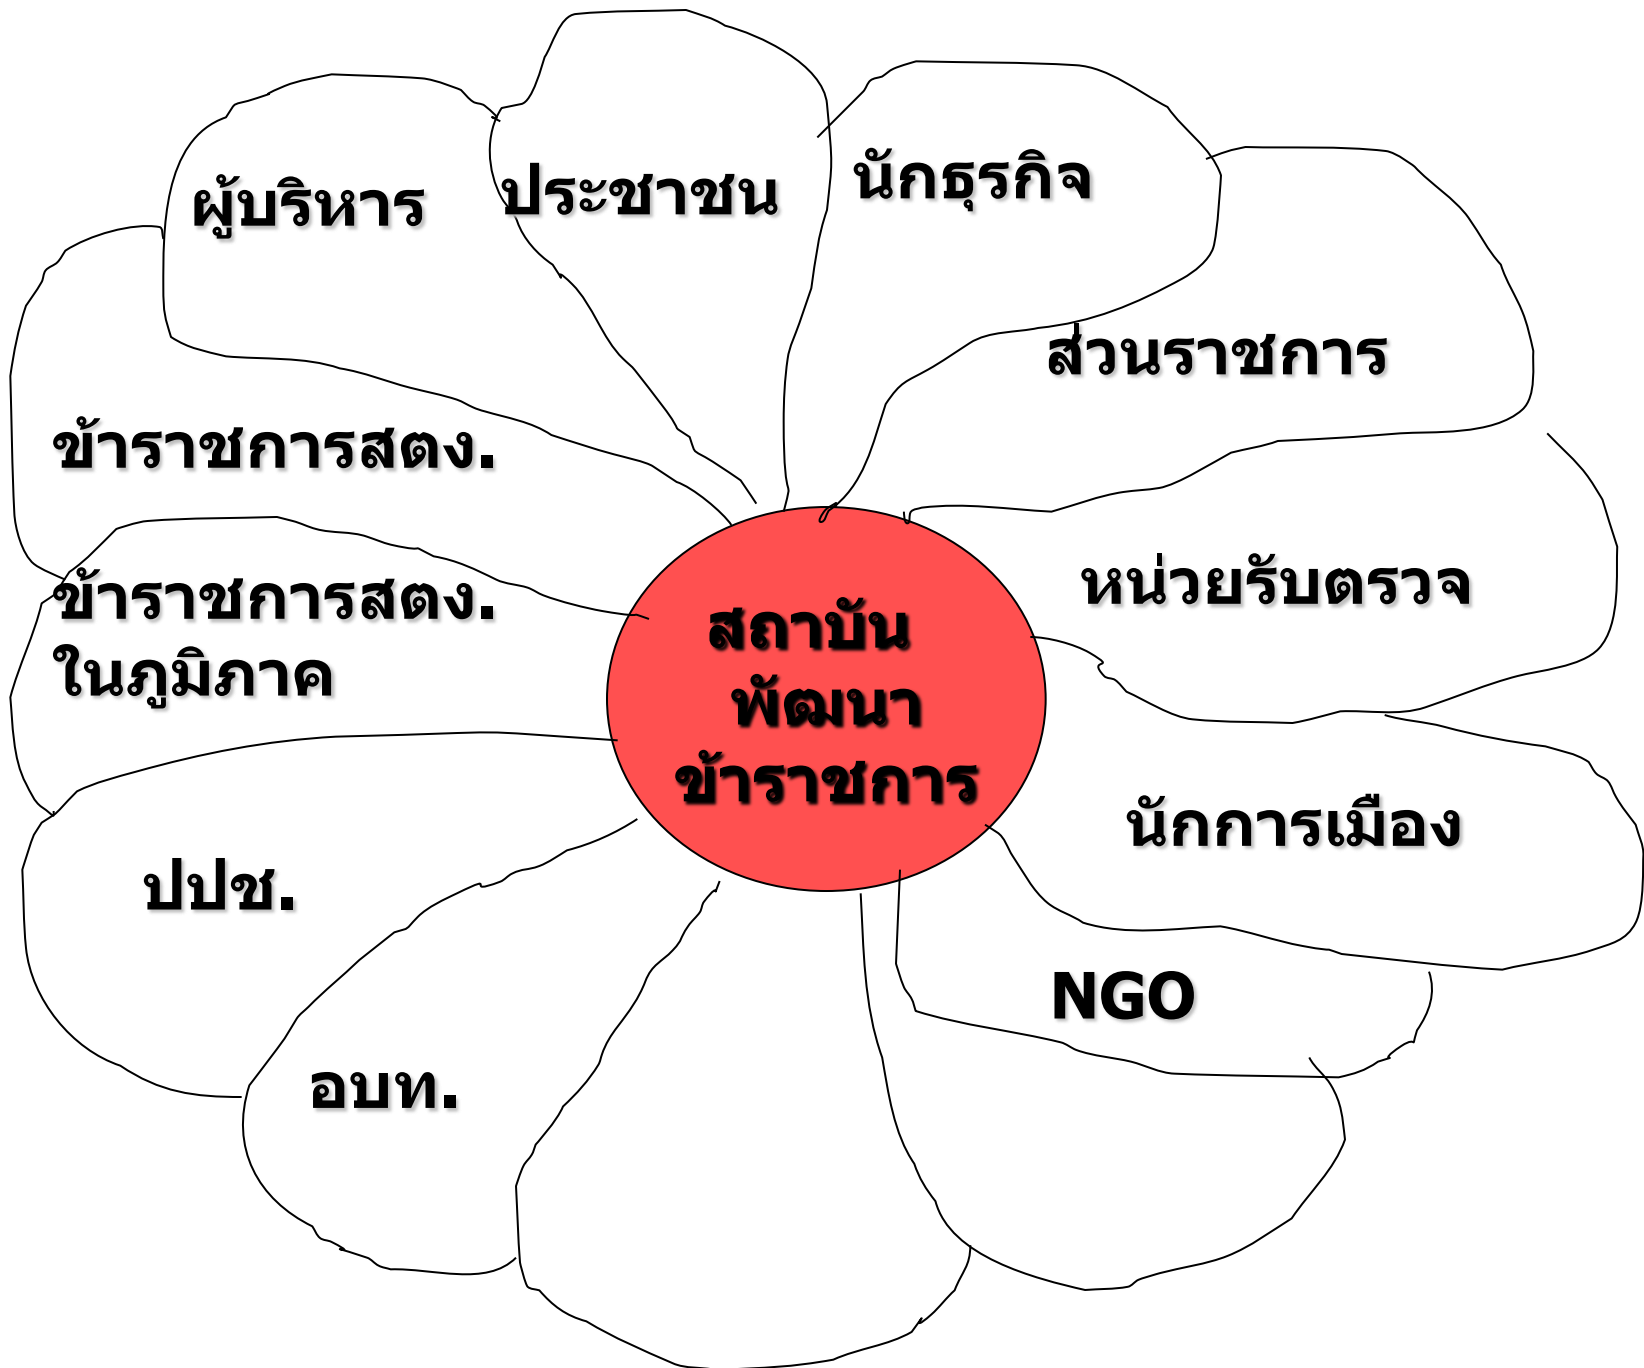 ประชาชน
นักธุรกิจ
ผู้บริหาร
ส่วนราชการ
ข้าราชการสตง.
หน่วยรับตรวจ
ข้าราชการสตง.
ในภูมิภาค
สถาบัน
พัฒนา
ข้าราชการ
นักการเมือง
ปปช.
NGO
อบท.